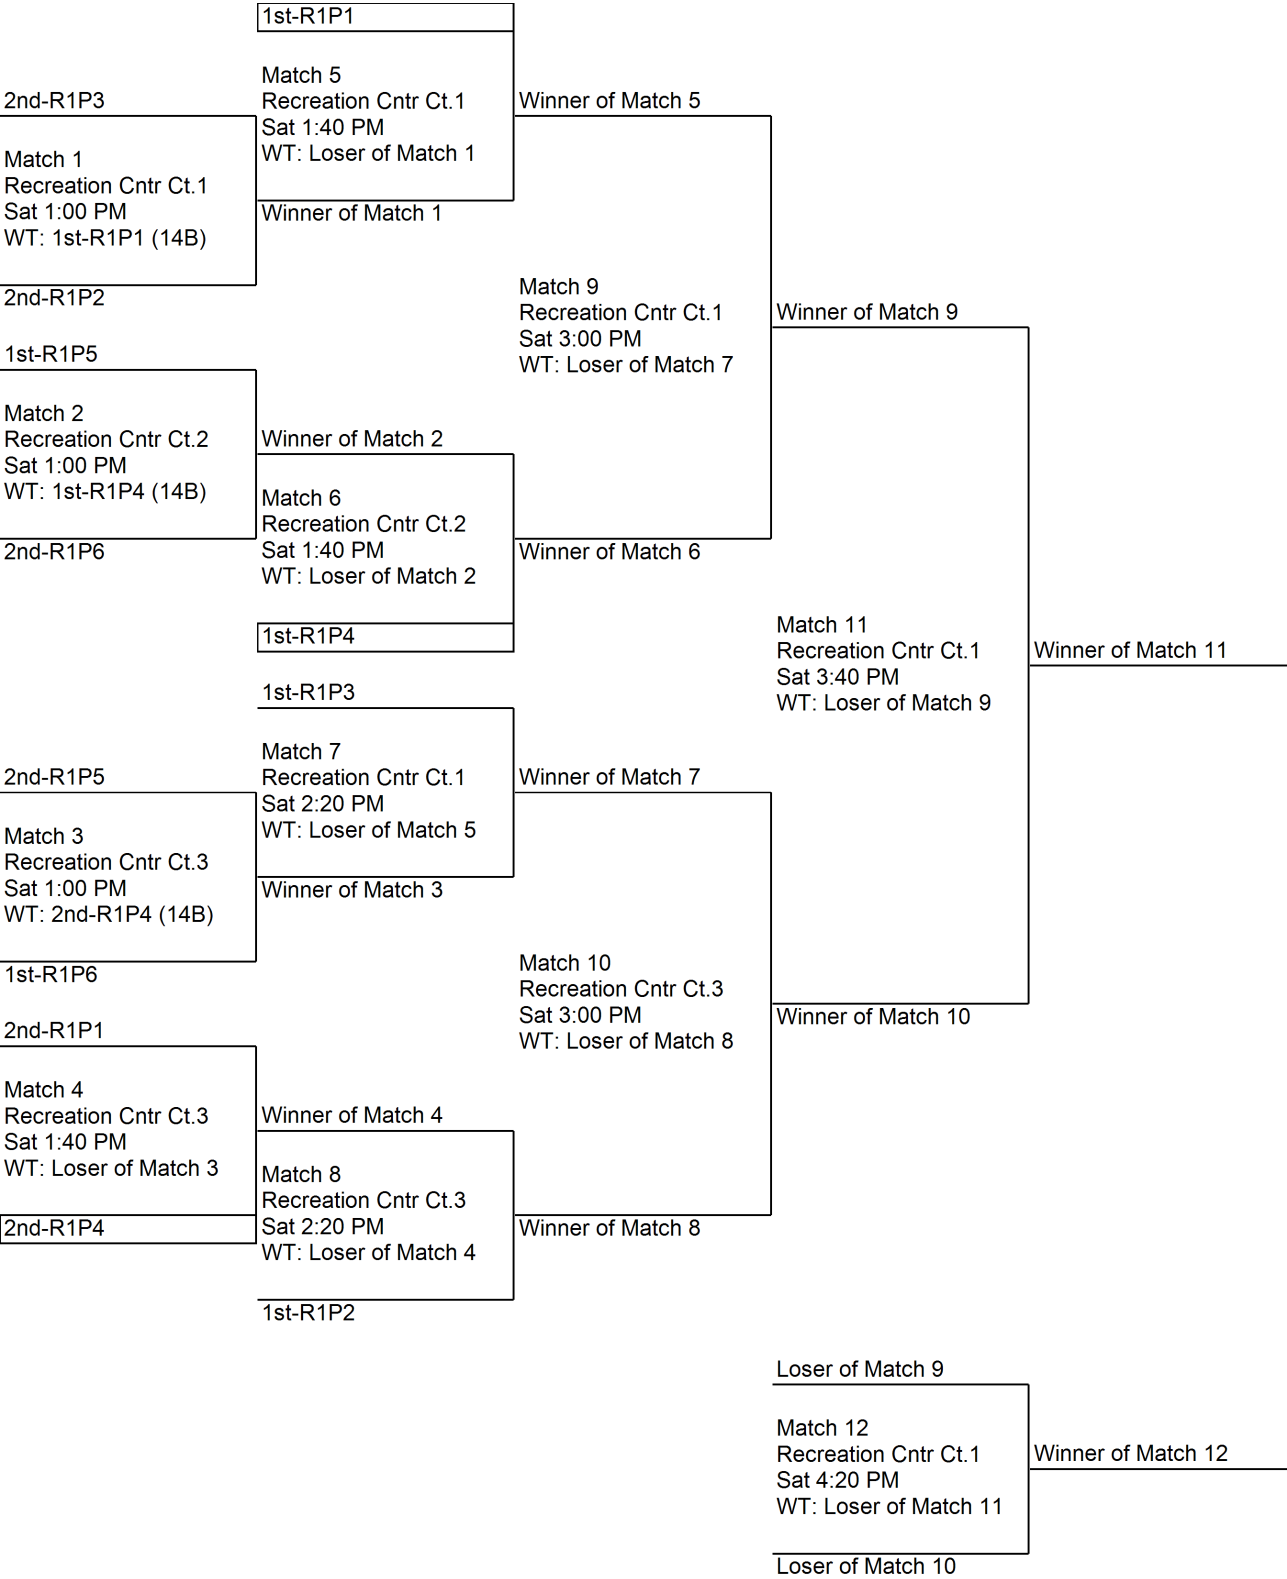 1st-R1P1
Match 5
Recreation Cntr Ct.1
Sat 1:40 PM
WT: Loser of Match 1
2nd-R1P3
Winner of Match 5
Match 1
Recreation Cntr Ct.1
Sat 1:00 PM
WT: 1st-R1P1 (14B)
Winner of Match 1
2nd-R1P2
Match 9
Recreation Cntr Ct.1
Sat 3:00 PM
WT: Loser of Match 7
Winner of Match 9
1st-R1P5
Match 2
Recreation Cntr Ct.2
Sat 1:00 PM
WT: 1st-R1P4 (14B)
Winner of Match 2
2nd-R1P6
Match 6
Recreation Cntr Ct.2
Sat 1:40 PM
WT: Loser of Match 2
Winner of Match 6
1st-R1P4
Match 11
Recreation Cntr Ct.1
Sat 3:40 PM
WT: Loser of Match 9
Winner of Match 11
1st-R1P3
Match 7
Recreation Cntr Ct.1
Sat 2:20 PM
WT: Loser of Match 5
2nd-R1P5
Winner of Match 7
Match 3
Recreation Cntr Ct.3
Sat 1:00 PM
WT: 2nd-R1P4 (14B)
Winner of Match 3
1st-R1P6
Match 10
Recreation Cntr Ct.3
Sat 3:00 PM
WT: Loser of Match 8
Winner of Match 10
2nd-R1P1
Match 4
Recreation Cntr Ct.3
Sat 1:40 PM
WT: Loser of Match 3
Winner of Match 4
2nd-R1P4
Match 8
Recreation Cntr Ct.3
Sat 2:20 PM
WT: Loser of Match 4
Winner of Match 8
1st-R1P2
Loser of Match 9
Match 12
Recreation Cntr Ct.1
Sat 4:20 PM
WT: Loser of Match 11
Winner of Match 12
Loser of Match 10